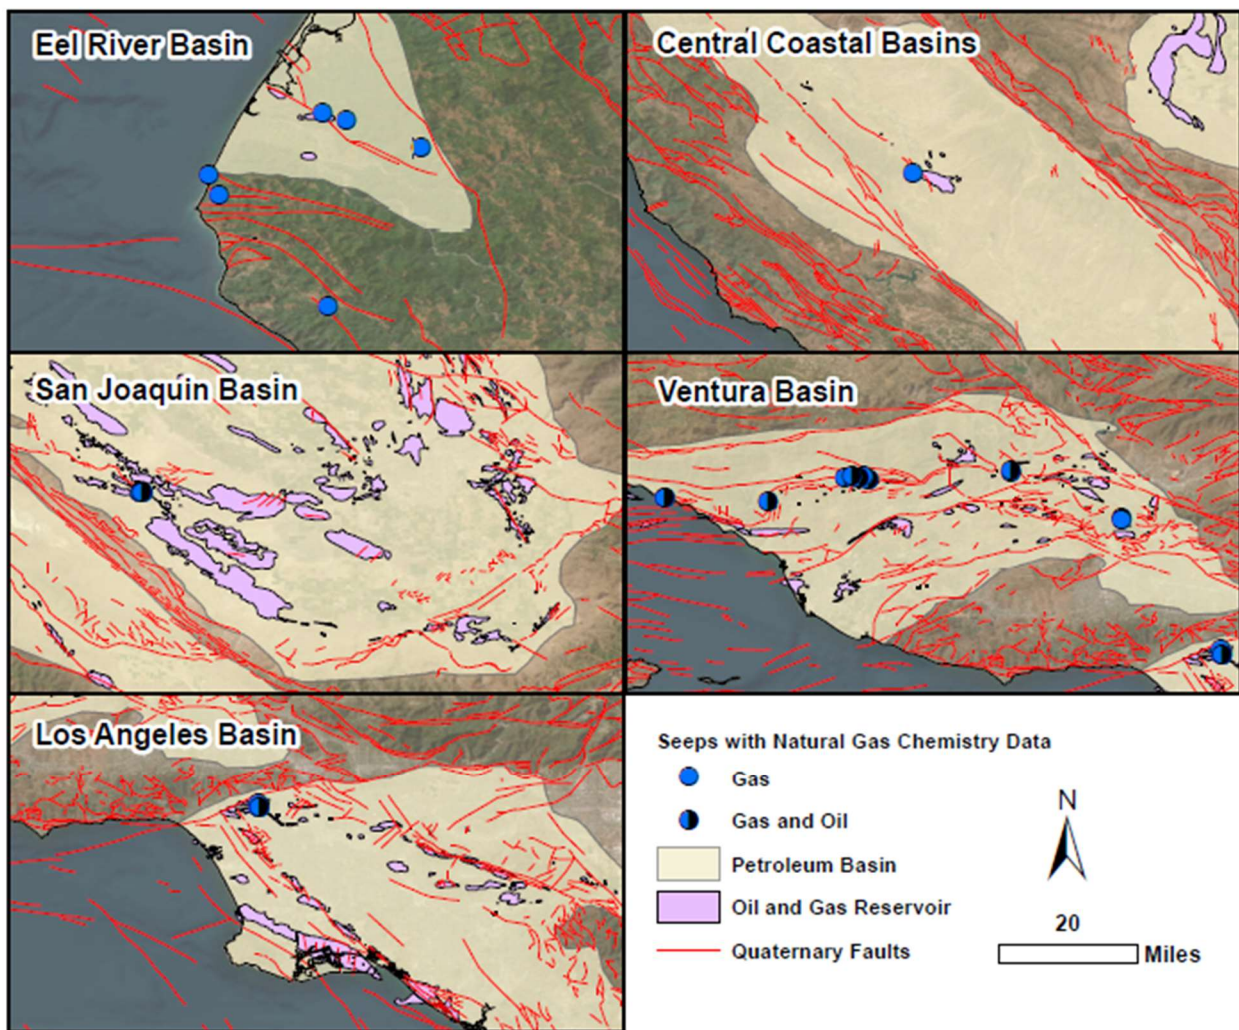 Eel River Basin
Central Coastal Basins
San Joaquin Basin
Ventura Basin
Los Angeles Basin
Seeps with Natural Gas Chemistry Data
Gas
Gas and Oil
Petroleum Basin
Oil and Gas Reservoir
Quaternary Faults
N
20
Miles